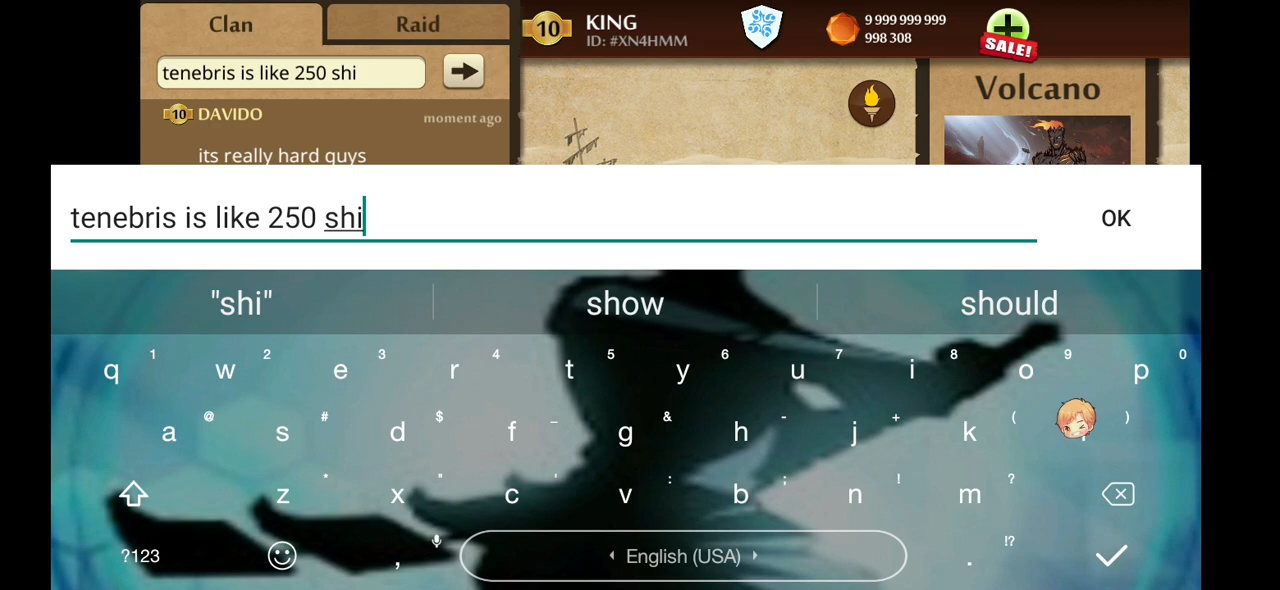 Clan
Raid
10
KING
ID: #XN4HMM
9 999 999 999
998 308
SALE!
tenebris is like 250 shi
10 DAVIDO
moment ago
its really hard guys
Volcano
tenebris is like 250 shi
OK
"shi"
show
should
1 2 3 4 5 6 7 8 9 0
q w e r t y u i o p
@ # $ _ & - + ( )
a s d f g h j k
* " ' : ; ! ?
z x c v b n m
!?
?123 , English (USA) .